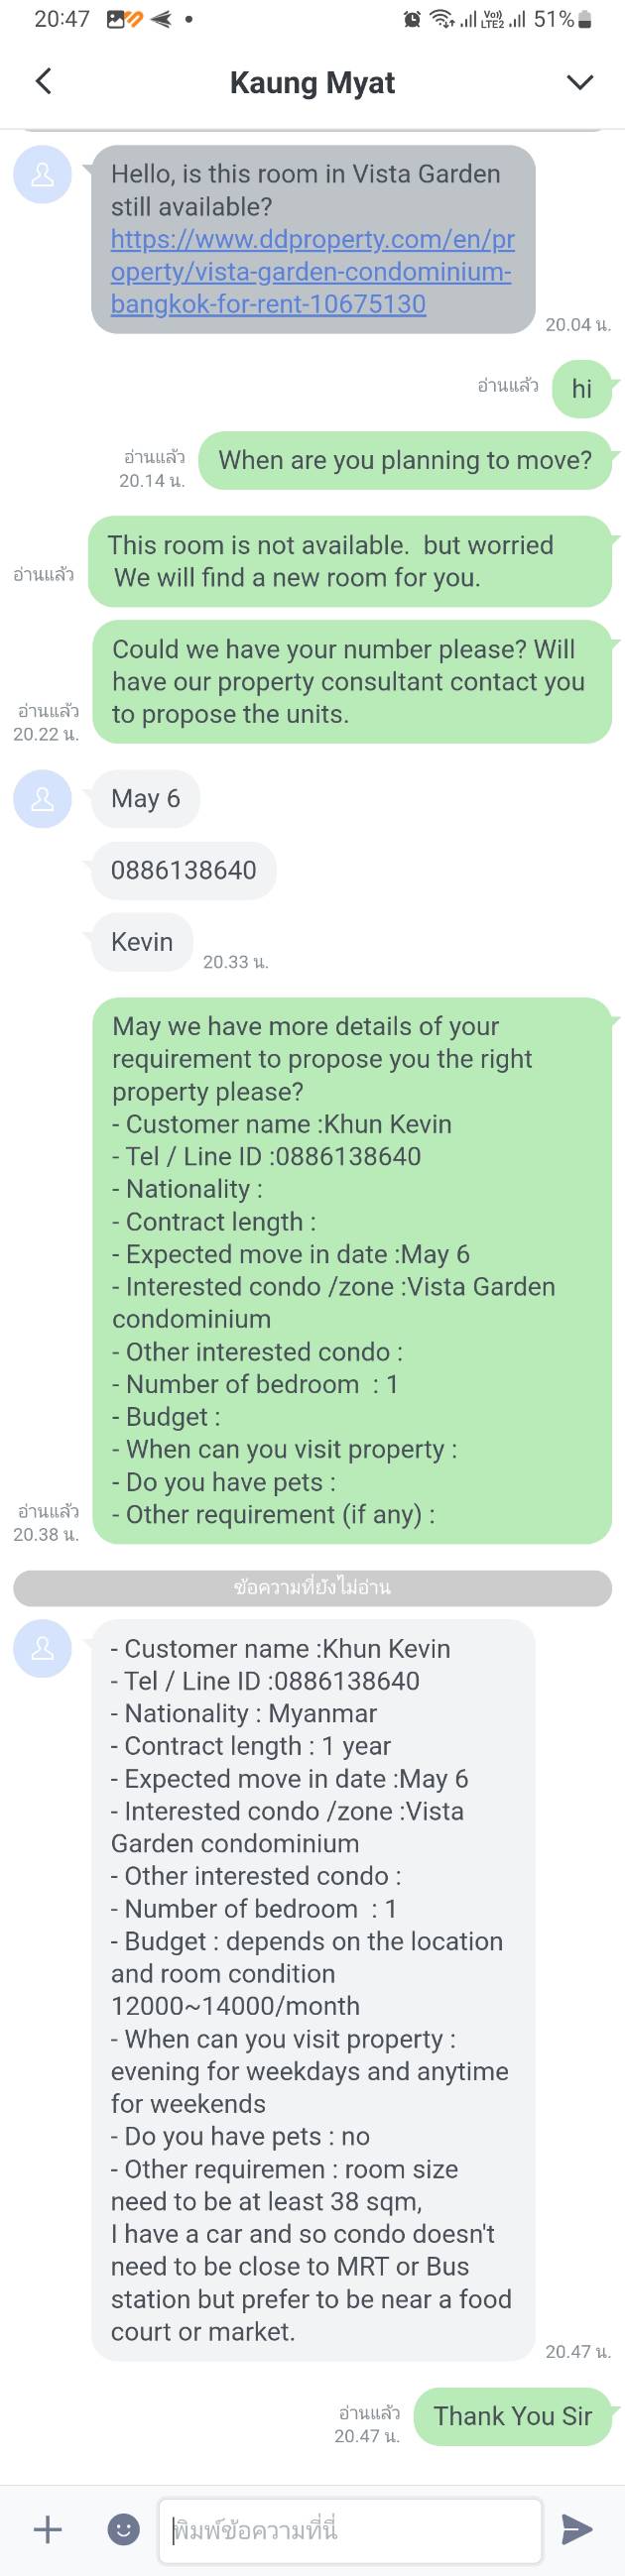 20:47
Vo))
LTE2
51%
Kaung Myat
Hello, is this room in Vista Garden
still available?
https://www.ddproperty.com/en/pr
operty/vista-garden-condominium-
bangkok-for-rent-10675130
20.04 น.
อ่านแล้ว
hi
อ่านแล้ว
20.14 น.
When are you planning to move?
อ่านแล้ว
This room is not available.  but worried
We will find a new room for you.
Could we have your number please? Will
have our property consultant contact you
to propose the units.
อ่านแล้ว
20.22 น.
May 6
0886138640
Kevin
20.33 น.
May we have more details of your
requirement to propose you the right
property please?
- Customer name :Khun Kevin
- Tel / Line ID :0886138640
- Nationality :
- Contract length :
- Expected move in date :May 6
- Interested condo /zone :Vista Garden
condominium
- Other interested condo :
- Number of bedroom  : 1
- Budget :
- When can you visit property :
- Do you have pets :
- Other requirement (if any) :
อ่านแล้ว
20.38 น.
ข้อความที่ยังไม่อ่าน
- Customer name :Khun Kevin
- Tel / Line ID :0886138640
- Nationality : Myanmar
- Contract length : 1 year
- Expected move in date :May 6
- Interested condo /zone :Vista
Garden condominium
- Other interested condo :
- Number of bedroom  : 1
- Budget : depends on the location
and room condition
12000~14000/month
- When can you visit property :
evening for weekdays and anytime
for weekends
- Do you have pets : no
- Other requiremen : room size
need to be at least 38 sqm,
I have a car and so condo doesn't
need to be close to MRT or Bus
station but prefer to be near a food
court or market.
20.47 น.
อ่านแล้ว
20.47 น.
Thank You Sir
พิมพ์ข้อความที่นี่